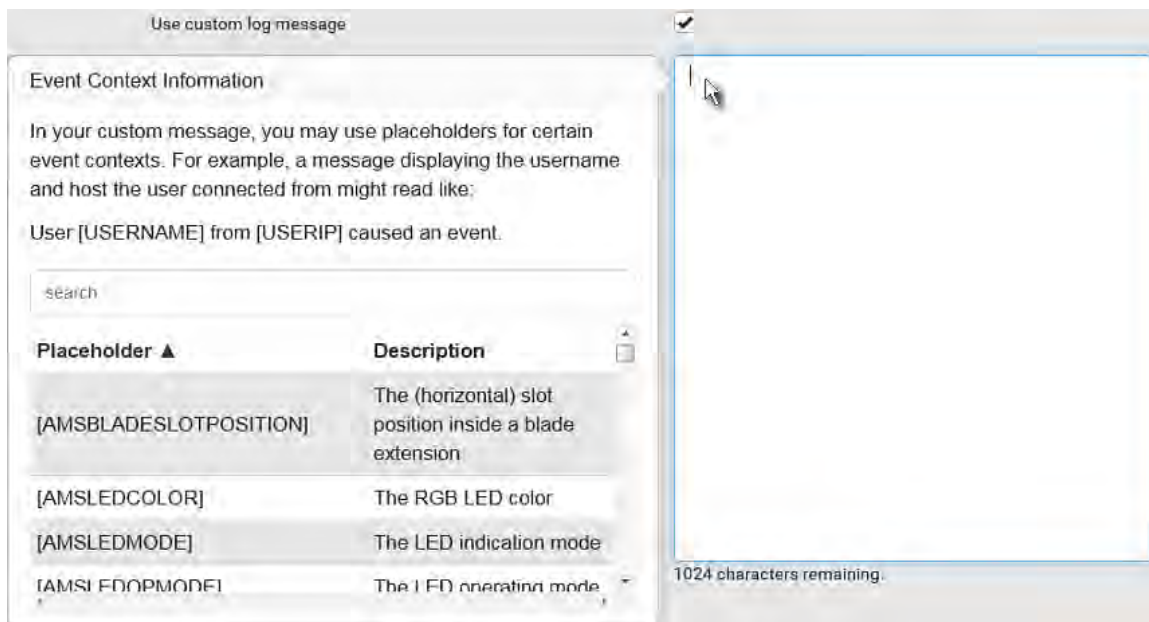 Use custom log message
Event Context Information
In your custom message, you may use placeholders for certain
event contexts. For example, a message displaying the username
and host the user connected from might read like:
User [USERNAME] from [USERIP] caused an event.
search
Placeholder ▲ Description
[AMSBLADESLOTPOSITION] The (horizontal) slot
position inside a blade
extension
[AMSLEDCOLOR] The RGB LED color
[AMSLEDMODE] The LED indication mode
[AMSLEDOPMODE] The LED operating mode
1024 characters remaining.